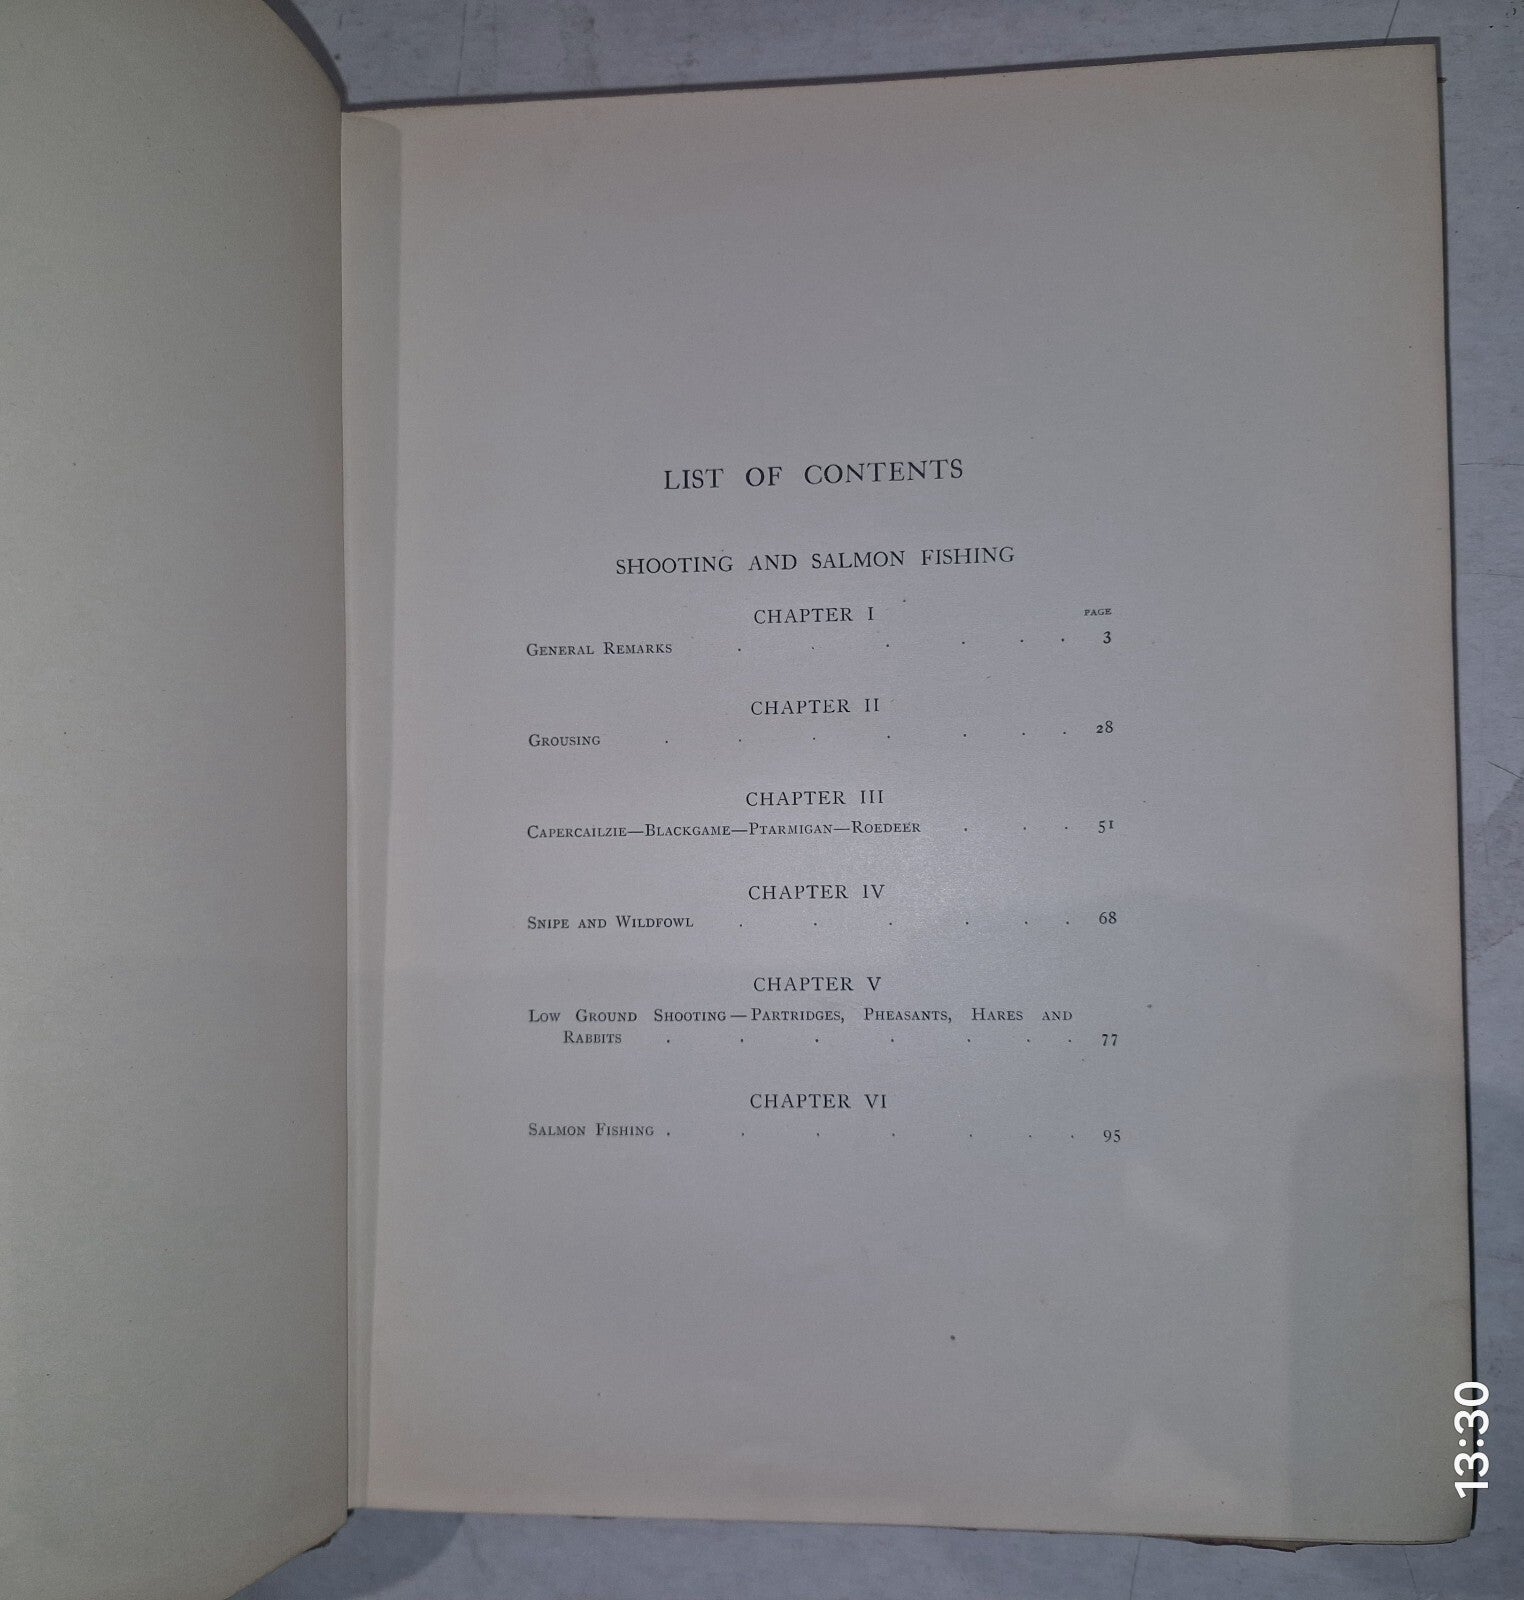 LIST OF CONTENTS
SHOOTING AND SALMON FISHING
CHAPTER I
PAGE
GENERAL REMARKS . . . . . . 3
CHAPTER II
GROUSING . . . . . . . 28
CHAPTER III
CAPERCAILZIE—BLACKGAME—PTARMIGAN—ROEDEER . . . 51
CHAPTER IV
SNIPE AND WILDFOWL . . . . . . 68
CHAPTER V
LOW GROUND SHOOTING — PARTRIDGES, PHEASANTS, HARES AND
RABBITS . . . . . . . 77
CHAPTER VI
SALMON FISHING . . . . . . . 95
13:30